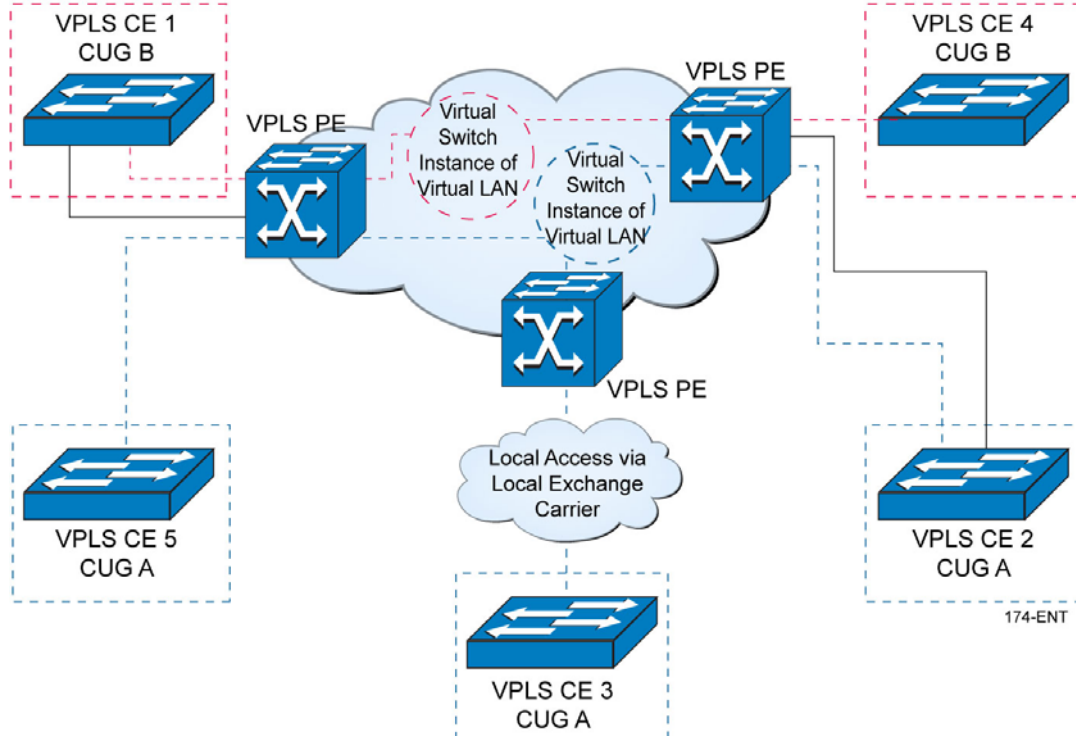 VPLS CE 1
CUG B
VPLS CE 4
CUG B
VPLS PE
VPLS PE
Virtual
Switch
Instance of
Virtual LAN
Virtual
Switch
Instance of
Virtual LAN
VPLS PE
Local Access via
Local Exchange
Carrier
VPLS CE 5
CUG A
VPLS CE 2
CUG A
174-ENT
VPLS CE 3
CUG A